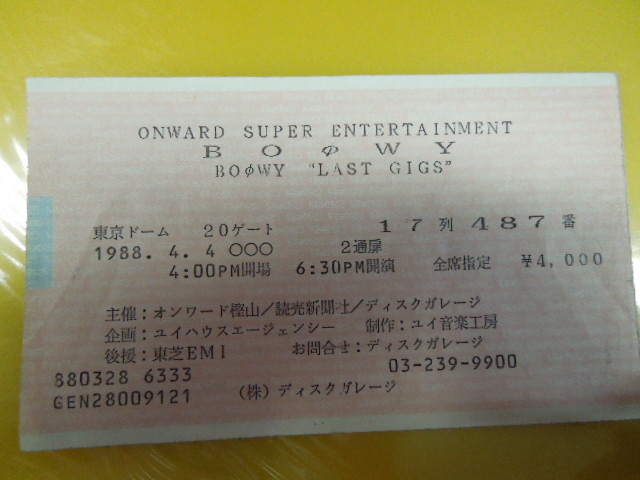 ONWARD SUPER ENTERTAINMENT
BOφWY
BOφWY "LAST GIGS"
東京ドーム 20ゲート 17列 487番
1988. 4. 4 ○○○ 2通扉
4:00PM開場 6:30PM開演 全席指定 ¥4,000
主催:オンワード樫山/読売新聞社/ディスクガレージ
企画:ユイハウスエージェンシー 制作:ユイ音楽工房
後援:東芝EMI お問合せ:ディスクガレージ
880328 6333 03-239-9900
GEN28009121 (株)ディスクガレージ